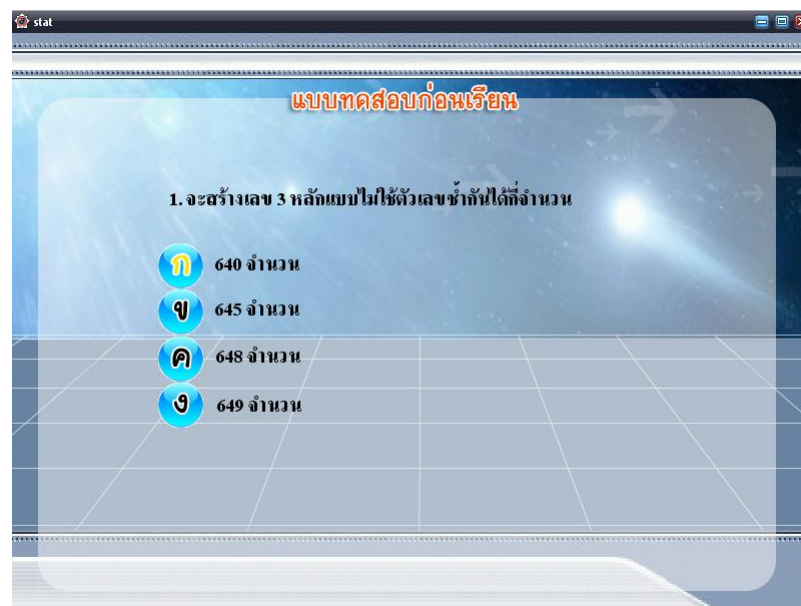 stat
แบบทดสอบก่อนเรียน
1. จะสร้างเลข 3 หลักแบบไม่ใช้ตัวเลขซ้ำกันได้กี่จำนวน
ก 640 จำนวน
ข 645 จำนวน
ค 648 จำนวน
ง 649 จำนวน